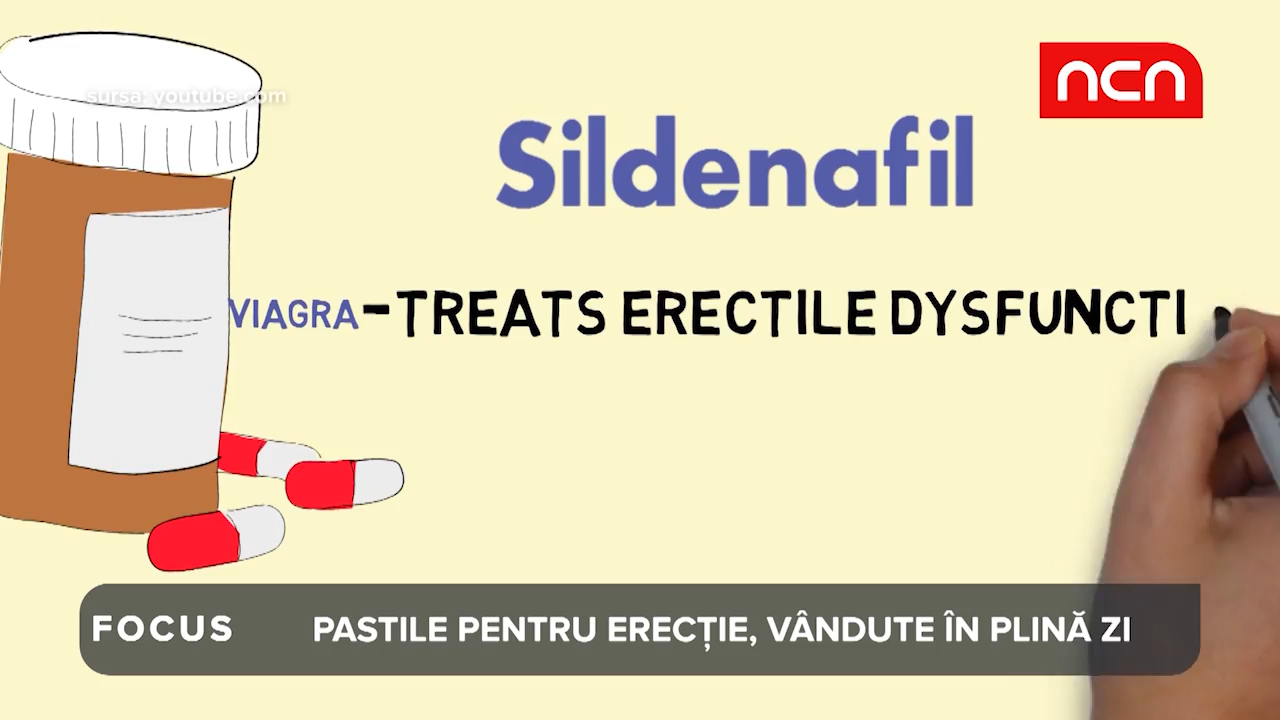 sursa: youtube.com
ncn
Sildenafil
VIAGRA-TREATS ERECTILE DYSFUNCTI
FOCUS PASTILE PENTRU ERECȚIE, VÂNDUTE ÎN PLINĂ ZI